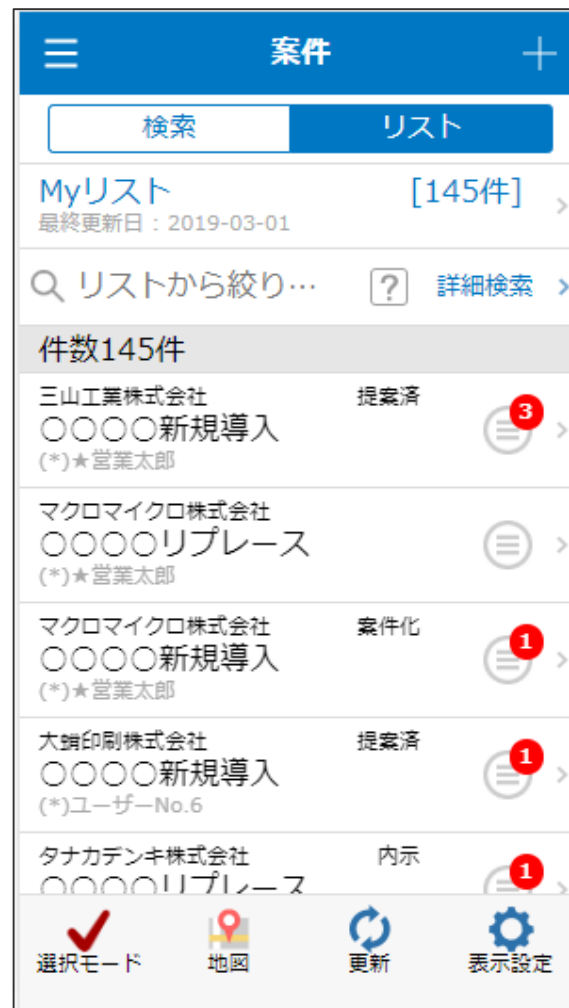 案件
検索 リスト
Myリスト [145件]
最終更新日：2019-03-01
リストから絞り… ? 詳細検索
件数145件
三山工業株式会社 提案済
○○○○新規導入 3
(*)★営業太郎
マクロマイクロ株式会社
○○○○リプレース
(*)★営業太郎
マクロマイクロ株式会社 案件化
○○○○新規導入 1
(*)★営業太郎
大蛸印刷株式会社 提案済
○○○○新規導入 1
(*)ユーザーNo.6
タナカデンキ株式会社 内示
○○○○リプレース 1
選択モード 地図 更新 表示設定